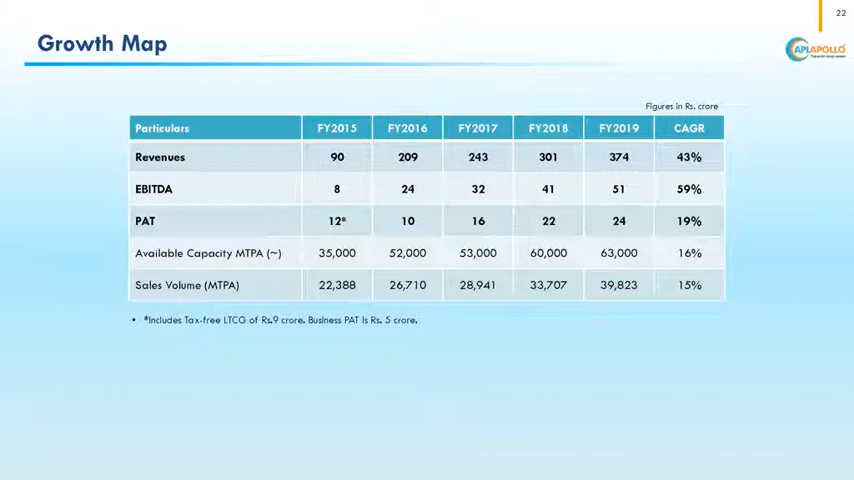 22
Growth Map
APLAPOLLO
Figures in Rs. crore
Particulars FY2015 FY2016 FY2017 FY2018 FY2019 CAGR
Revenues 90 209 243 301 374 43%
EBITDA 8 24 32 41 51 59%
PAT 12* 10 16 22 24 19%
Available Capacity MTPA (~) 35,000 52,000 53,000 60,000 63,000 16%
Sales Volume (MTPA) 22,388 26,710 28,941 33,707 39,823 15%
• *Includes Tax-free LTCG of Rs.9 crore. Business PAT is Rs. 5 crore.